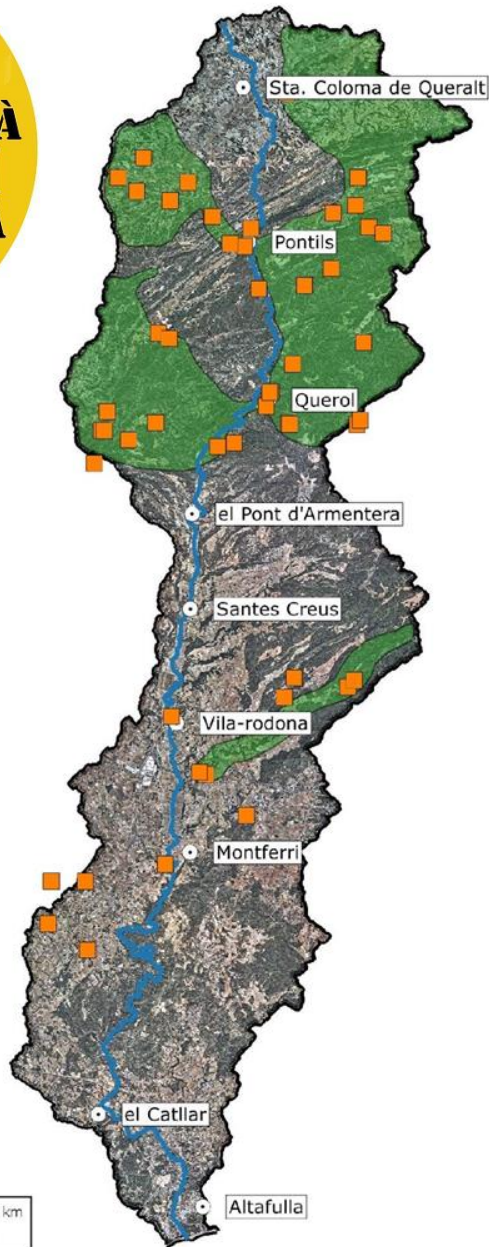 Sta. Coloma de Queralt
Pontils
Querol
el Pont d'Armentera
Santes Creus
Vila-rodona
Montferri
el Catllar
Altafulla
km